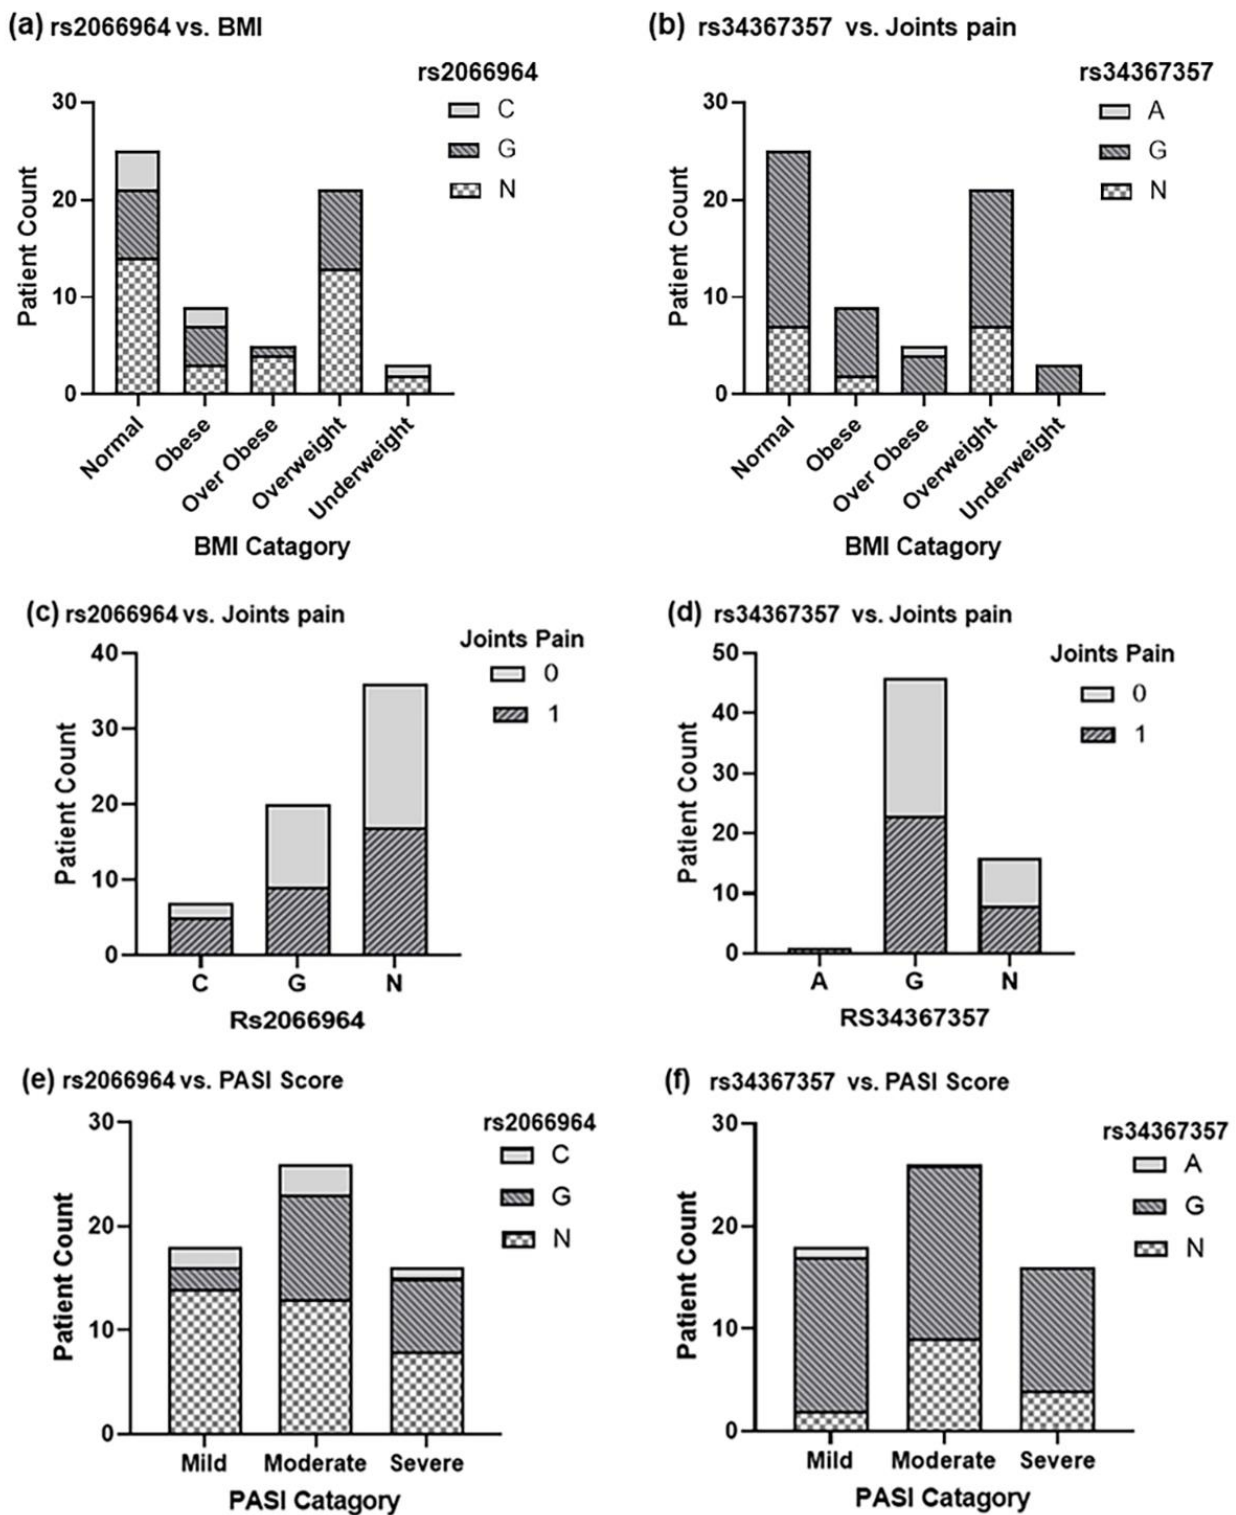 (a) rs2066964 vs. BMI
rs2066964
C
G
N
30
20
10
0
Patient Count
Normal
Obese
Over Obese
Overweight
Underweight
BMI Catagory
(b) rs34367357 vs. Joints pain
rs34367357
A
G
N
30
20
10
0
Patient Count
Normal
Obese
Over Obese
Overweight
Underweight
BMI Catagory
(c) rs2066964 vs. Joints pain
Joints Pain
0
1
40
30
20
10
0
Patient Count
C
G
N
Rs2066964
(d) rs34367357 vs. Joints pain
Joints Pain
0
1
50
40
30
20
10
0
Patient Count
A
G
N
RS34367357
(e) rs2066964 vs. PASI Score
rs2066964
C
G
N
30
20
10
0
Patient Count
Mild
Moderate
Severe
PASI Catagory
(f) rs34367357 vs. PASI Score
rs34367357
A
G
N
30
20
10
0
Patient Count
Mild
Moderate
Severe
PASI Catagory